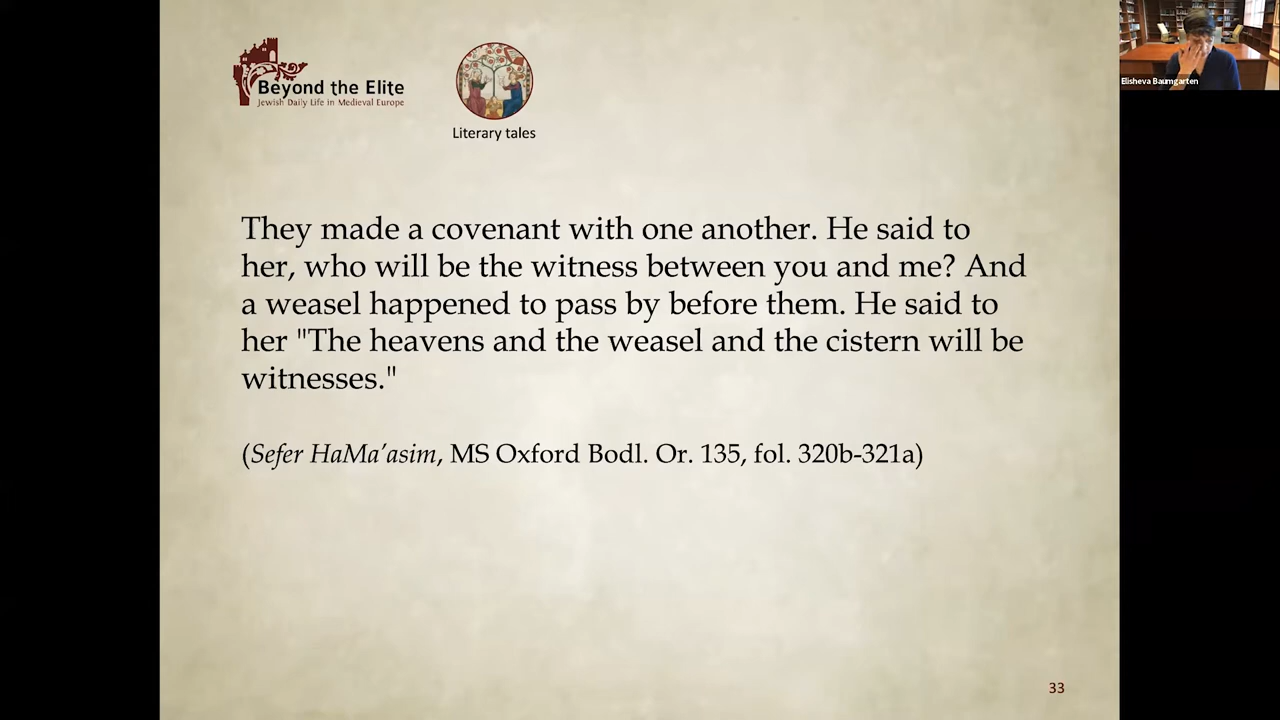 Beyond the Elite
Jewish Daily Life in Medieval Europe
Literary tales
Elisheva Baumgarten
They made a covenant with one another. He said to
her, who will be the witness between you and me? And
a weasel happened to pass by before them. He said to
her "The heavens and the weasel and the cistern will be
witnesses."
(Sefer HaMa’asim, MS Oxford Bodl. Or. 135, fol. 320b-321a)
33